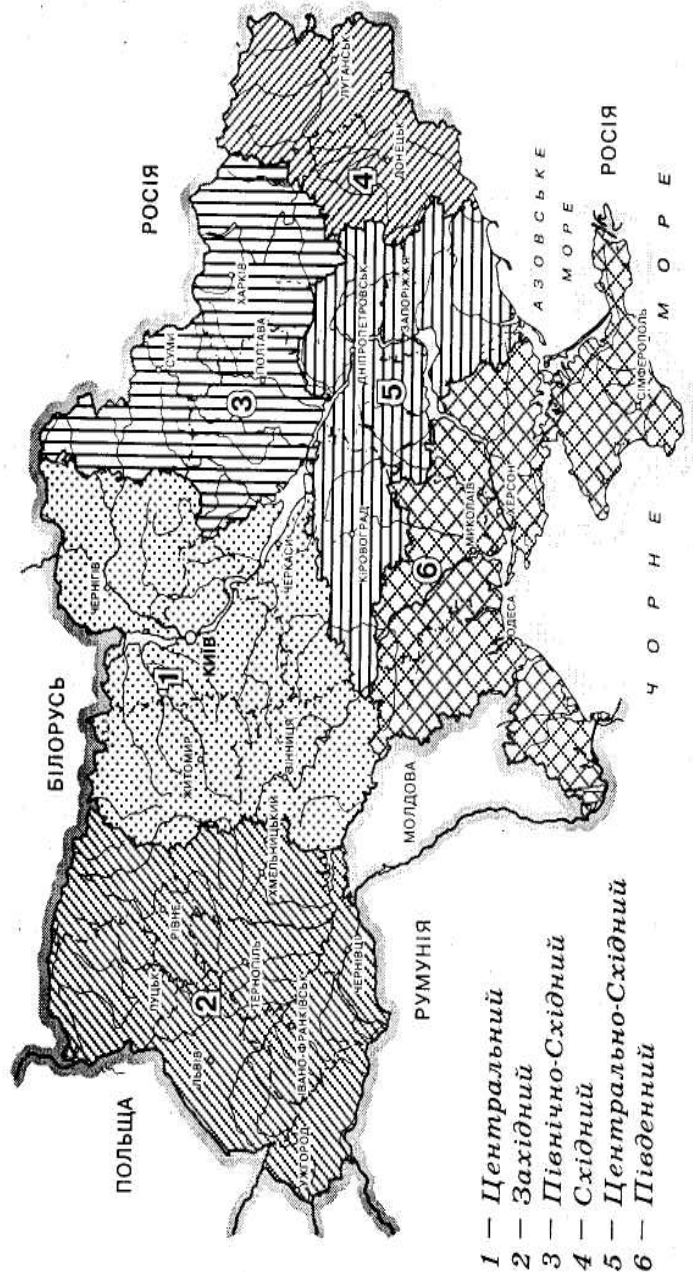 БІЛОРУСЬ
РОСІЯ
ПОЛЬЩА
ЧЕРНІГІВ
СУМИ
ЛУЦЬК
РІВНЕ
ЖИТОМИР
КИЇВ
ХАРКІВ
ЛЬВІВ
ТЕРНОПІЛЬ
ХМЕЛЬНИЦЬКИЙ
ВІННИЦЯ
ЧЕРКАСИ
ПОЛТАВА
ЛУГАНСЬК
УЖГОРОД
ІВАНО-ФРАНКІВСЬК
ЧЕРНІВЦІ
КІРОВОГРАД
ДНІПРОПЕТРОВСЬК
ЗАПОРІЖЖЯ
ДОНЕЦЬК
1
2
3
4
5
6
МОЛДОВА
РУМУНІЯ
МИКОЛАЇВ
ХЕРСОН
ОДЕСА
АЗОВСЬКЕ
МОРЕ
РОСІЯ
СІМФЕРОПОЛЬ
ЧОРНЕ МОРЕ
1 — Центральний
2 — Західний
3 — Північно-Східний
4 — Східний
5 — Центрально-Східний
6 — Південний